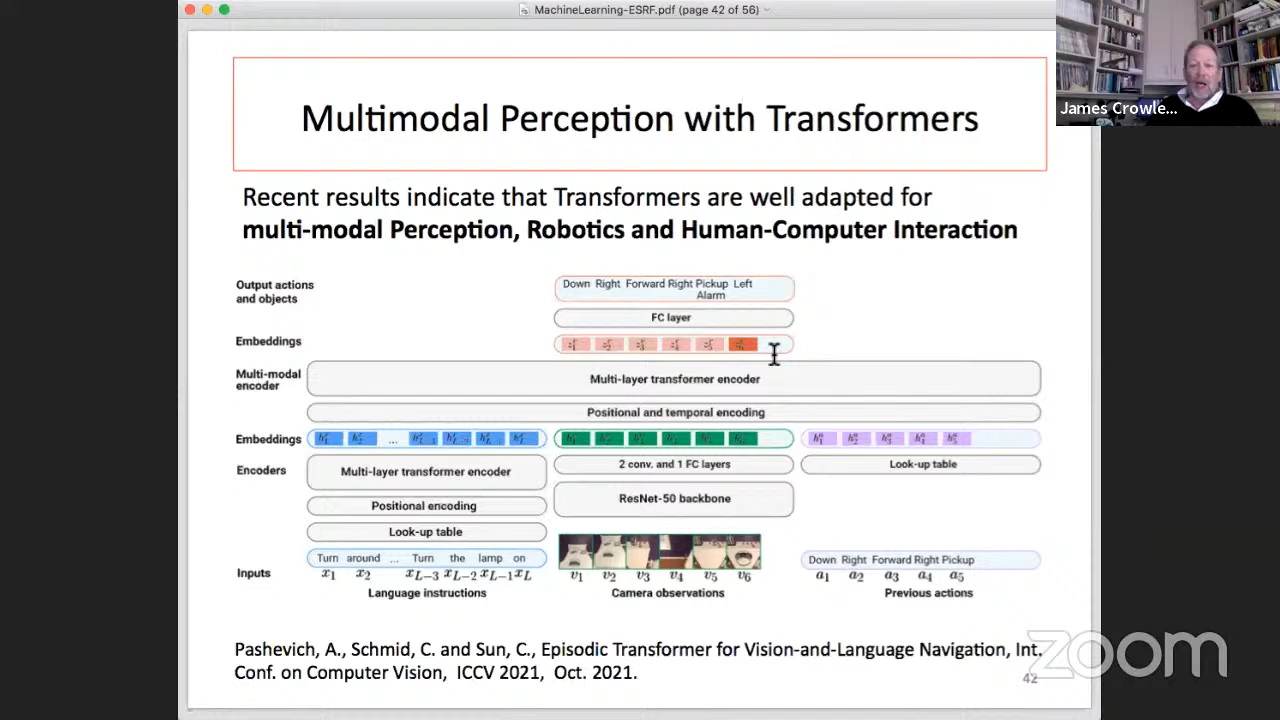 MachineLearning-ESRF.pdf (page 42 of 56)
James Crowle...
Multimodal Perception with Transformers
Recent results indicate that Transformers are well adapted for
multi-modal Perception, Robotics and Human-Computer Interaction
Output actions
and objects
Down Right Forward Right Pickup Left
Alarm
FC layer
Embeddings
Multi-modal
encoder
Multi-layer transformer encoder
Positional and temporal encoding
Embeddings
...
Encoders
Multi-layer transformer encoder
2 conv. and 1 FC layers
Look-up table
ResNet-50 backbone
Positional encoding
Look-up table
Inputs
Turn around ... Turn the lamp on
Down Right Forward Right Pickup
x1 x2 xL−3 xL−2 xL−1 xL
v1 v2 v3 v4 v5 v6
a1 a2 a3 a4 a5
Language instructions
Camera observations
Previous actions
Pashevich, A., Schmid, C. and Sun, C., Episodic Transformer for Vision-and-Language Navigation, Int.
Conf. on Computer Vision, ICCV 2021, Oct. 2021.
42
zoom